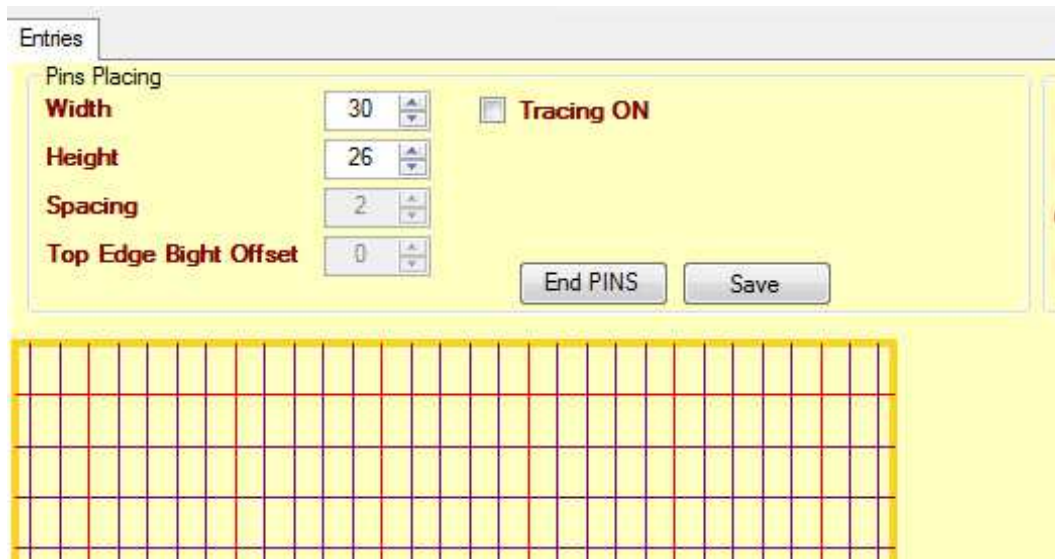 Entries
Pins Placing
Width 30 Tracing ON
Height 26
Spacing 2
Top Edge Bight Offset 0
End PINS Save